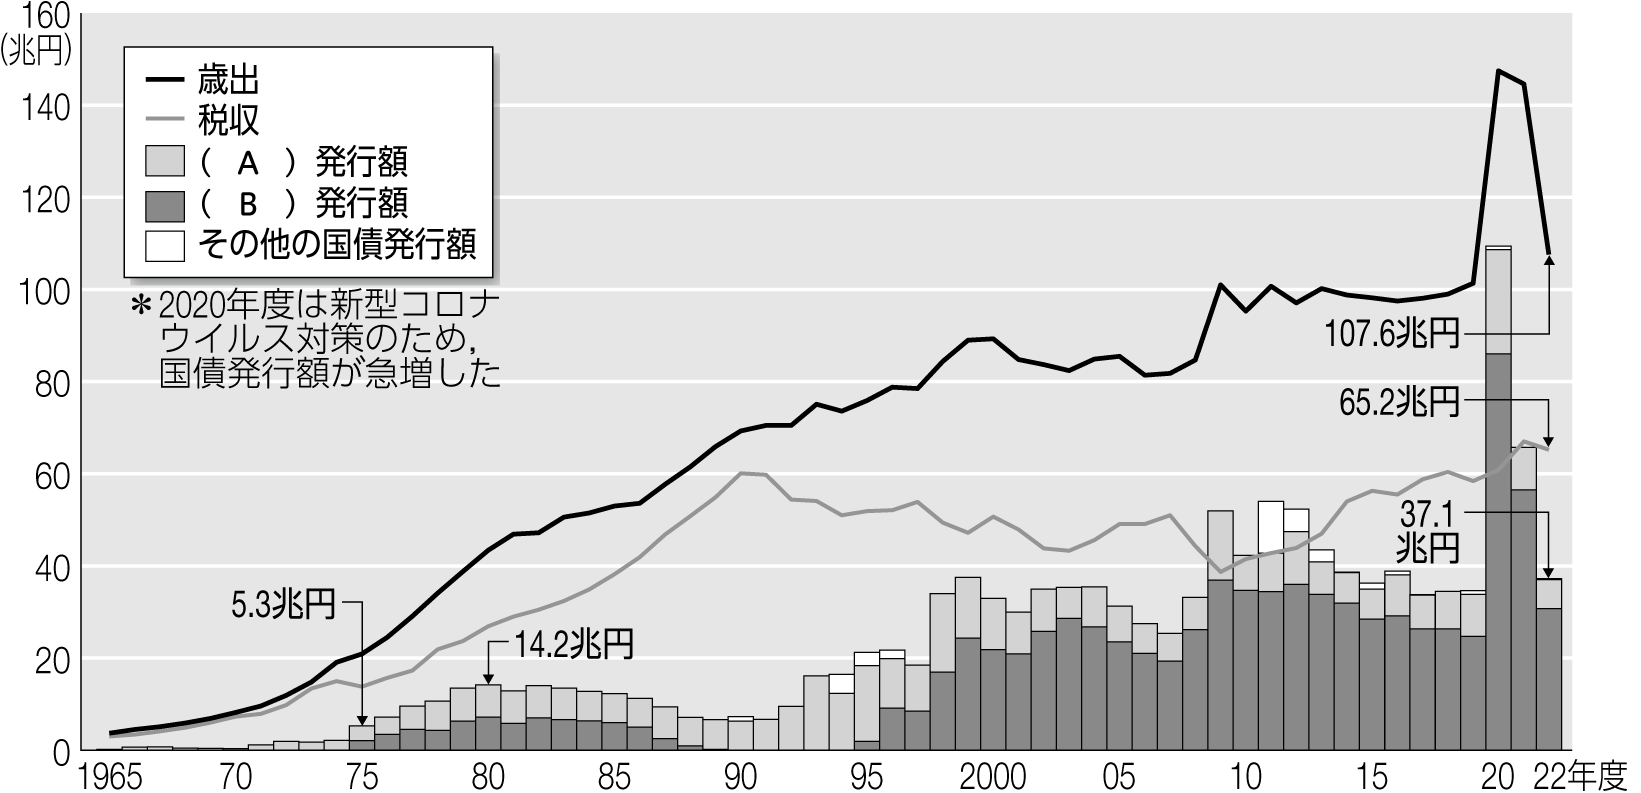 160
(兆円)
140
120
100
80
60
40
20
0
歳出
税収
( A ) 発行額
( B ) 発行額
その他の国債発行額
*2020年度は新型コロナ
ウイルス対策のため,
国債発行額が急増した
107.6兆円
65.2兆円
37.1
兆円
5.3兆円
14.2兆円
1965 70 75 80 85 90 95 2000 05 10 15 20 22年度